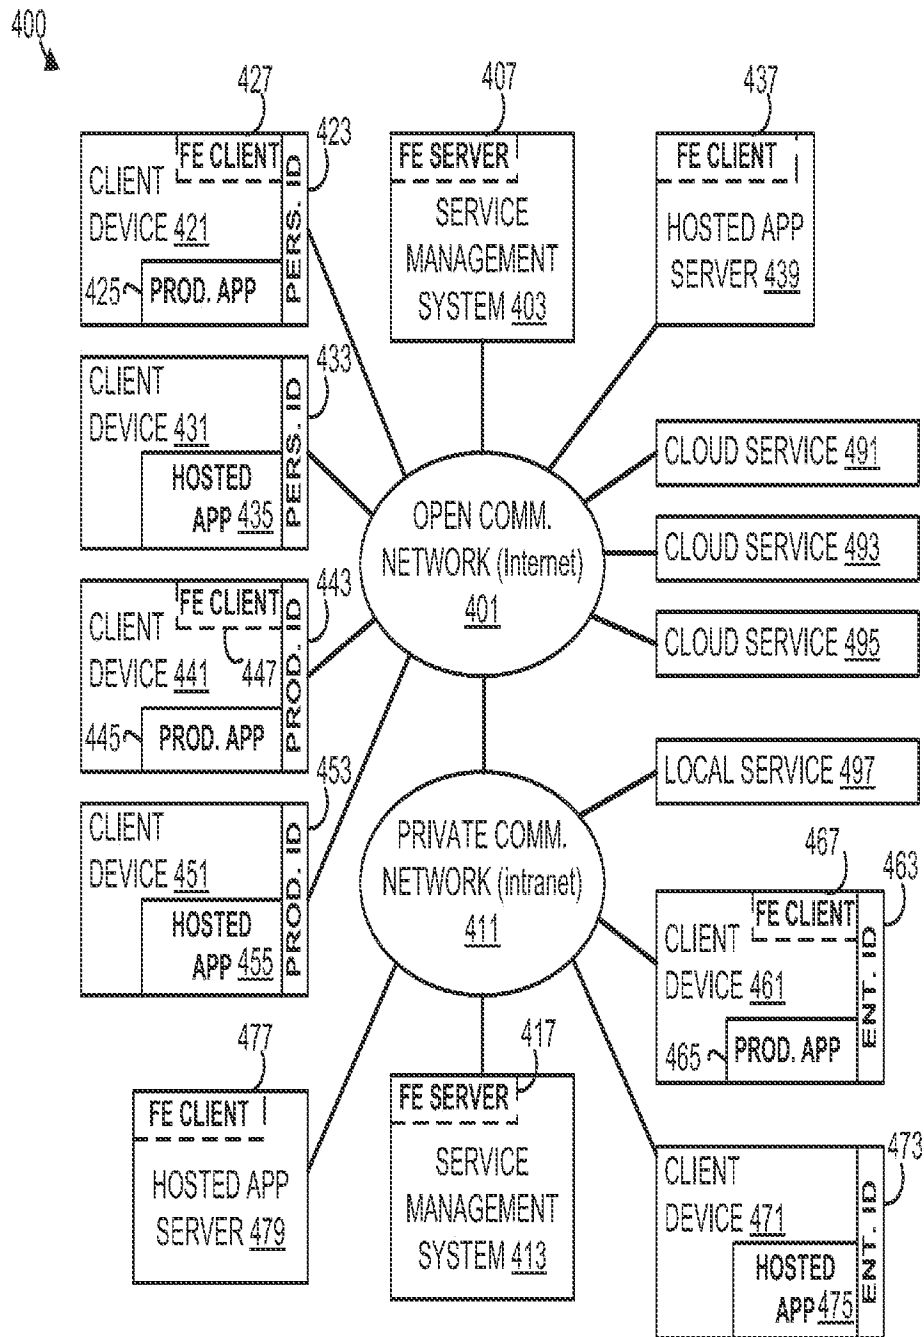 400
427
407
437
FE CLIENT
423
PERS. ID
CLIENT
DEVICE 421
425
PROD. APP
FE SERVER
SERVICE
MANAGEMENT
SYSTEM 403
FE CLIENT
HOSTED APP
SERVER 439
433
CLIENT
DEVICE 431
HOSTED
APP 435
PERS. ID
OPEN COMM.
NETWORK (Internet)
401
CLOUD SERVICE 491
CLOUD SERVICE 493
CLOUD SERVICE 495
443
FE CLIENT
CLIENT
DEVICE 441
447
445
PROD. APP
PROD. ID
453
CLIENT
DEVICE 451
HOSTED
APP 455
PROD. ID
PRIVATE COMM.
NETWORK (intranet)
411
LOCAL SERVICE 497
467
463
FE CLIENT
CLIENT
DEVICE 461
465
PROD. APP
ENT. ID
477
FE CLIENT
HOSTED APP
SERVER 479
417
FE SERVER
SERVICE
MANAGEMENT
SYSTEM 413
473
CLIENT
DEVICE 471
HOSTED
APP 475
ENT. ID